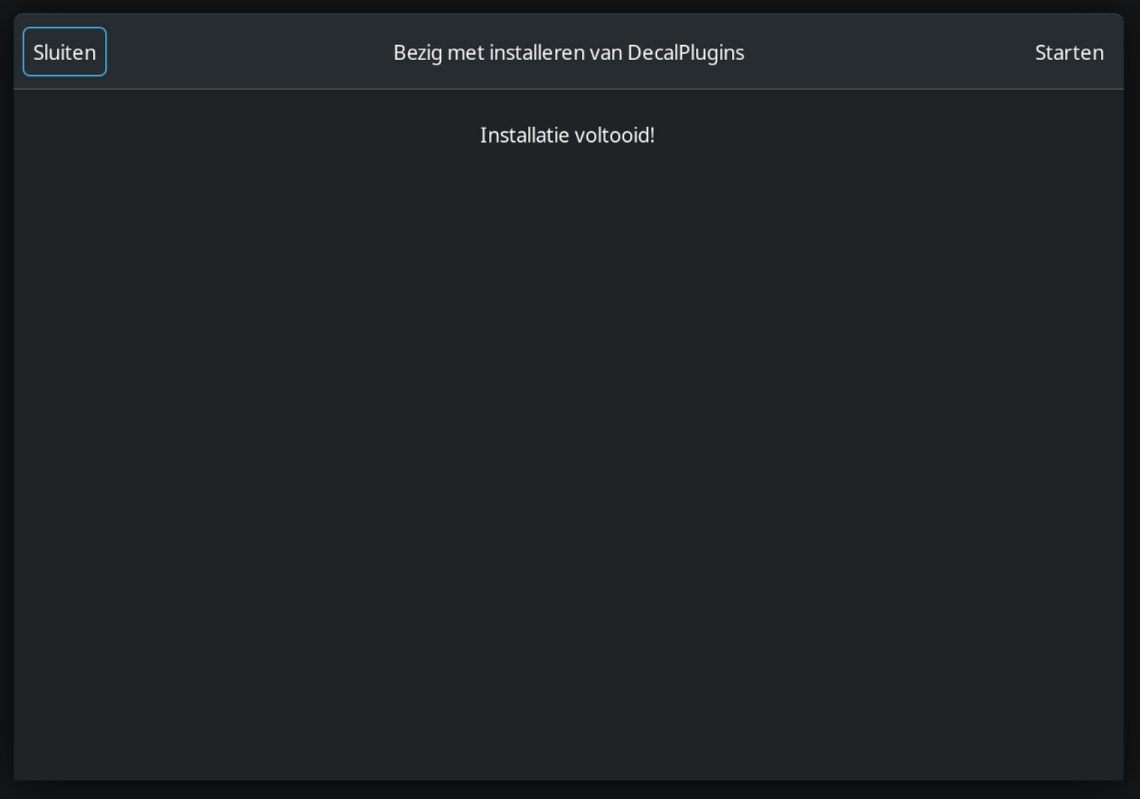 Sluiten
Bezig met installeren van DecalPlugins
Starten
Installatie voltooid!